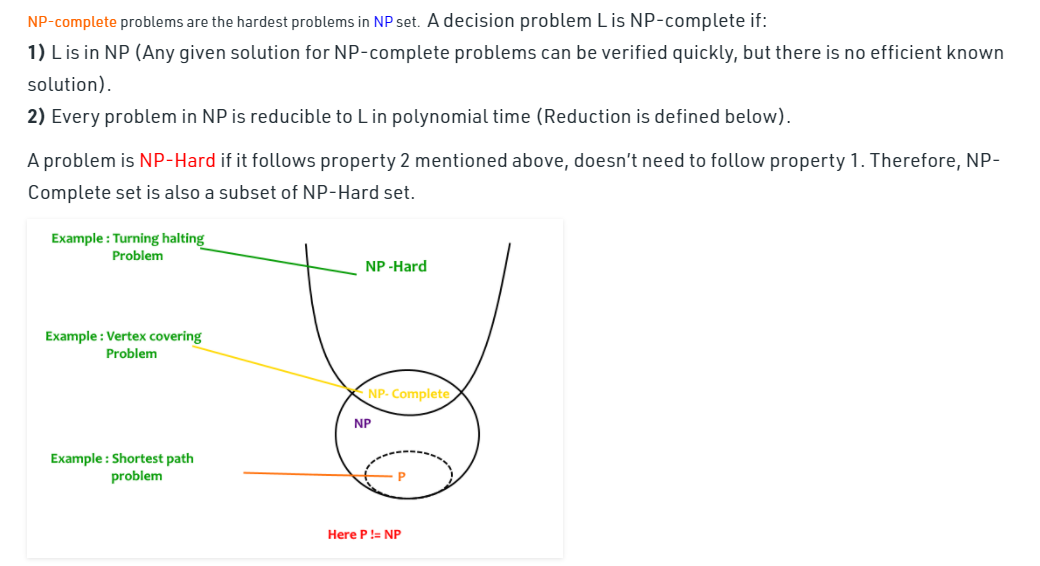 NP-complete problems are the hardest problems in NP set. A decision problem L is NP-complete if:
1) L is in NP (Any given solution for NP-complete problems can be verified quickly, but there is no efficient known
solution).
2) Every problem in NP is reducible to L in polynomial time (Reduction is defined below).
A problem is NP-Hard if it follows property 2 mentioned above, doesn’t need to follow property 1. Therefore, NP-
Complete set is also a subset of NP-Hard set.
Example : Turning halting
Problem
NP -Hard
Example : Vertex covering
Problem
NP- Complete
NP
Example : Shortest path
problem
P
Here P != NP